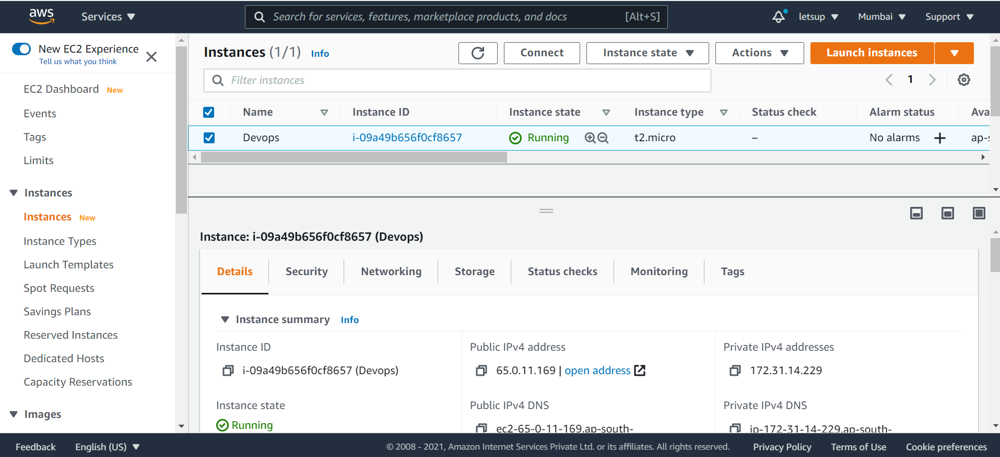 aws
Services
Search for services, features, marketplace products, and docs
[Alt+S]
letsup
Mumbai
Support
New EC2 Experience
Tell us what you think
EC2 Dashboard New
Events
Tags
Limits
Instances
Instances New
Instance Types
Launch Templates
Spot Requests
Savings Plans
Reserved Instances
Dedicated Hosts
Capacity Reservations
Images
Instances (1/1) Info
Connect
Instance state
Actions
Launch instances
Filter instances
1
Name Instance ID Instance state Instance type Status check Alarm status Ava
Devops i-09a49b656f0cf8657 Running t2.micro – No alarms + ap-s
Instance: i-09a49b656f0cf8657 (Devops)
Details Security Networking Storage Status checks Monitoring Tags
Instance summary Info
Instance ID
i-09a49b656f0cf8657 (Devops)
Public IPv4 address
65.0.11.169 | open address
Private IPv4 addresses
172.31.14.229
Instance state
Running
Public IPv4 DNS
ec2-65-0-11-169.ap-south-
Private IPv4 DNS
ip-172-31-14-229.ap-south-
Feedback
English (US)
© 2008 - 2021, Amazon Internet Services Private Ltd. or its affiliates. All rights reserved.
Privacy Policy
Terms of Use
Cookie preferences